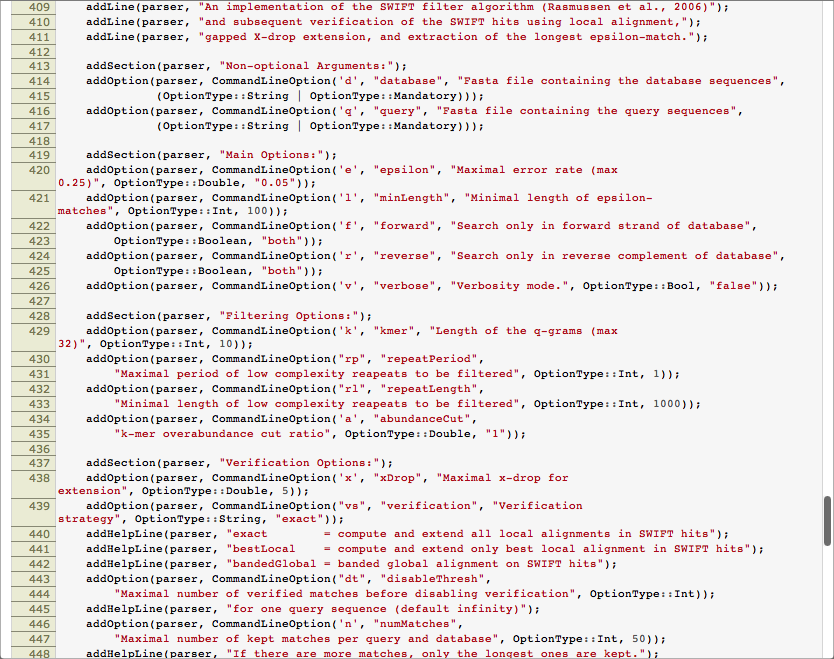 409 addLine(parser, "An implementation of the SWIFT filter algorithm (Rasmussen et al., 2006)");
410 addLine(parser, "and subsequent verification of the SWIFT hits using local alignment,");
411 addLine(parser, "gapped X-drop extension, and extraction of the longest epsilon-match.");
412
413 addSection(parser, "Non-optional Arguments:");
414 addOption(parser, CommandLineOption('d', "database", "Fasta file containing the database sequences",
415 (OptionType::String | OptionType::Mandatory)));
416 addOption(parser, CommandLineOption('q', "query", "Fasta file containing the query sequences",
417 (OptionType::String | OptionType::Mandatory)));
418
419 addSection(parser, "Main Options:");
420 addOption(parser, CommandLineOption('e', "epsilon", "Maximal error rate (max
0.25)", OptionType::Double, "0.05"));
421 addOption(parser, CommandLineOption('l', "minLength", "Minimal length of epsilon-
matches", OptionType::Int, 100));
422 addOption(parser, CommandLineOption('f', "forward", "Search only in forward strand of database",
423 OptionType::Boolean, "both"));
424 addOption(parser, CommandLineOption('r', "reverse", "Search only in reverse complement of database",
425 OptionType::Boolean, "both"));
426 addOption(parser, CommandLineOption('v', "verbose", "Verbosity mode.", OptionType::Bool, "false"));
427
428 addSection(parser, "Filtering Options:");
429 addOption(parser, CommandLineOption('k', "kmer", "Length of the q-grams (max
32)", OptionType::Int, 10));
430 addOption(parser, CommandLineOption("rp", "repeatPeriod",
431 "Maximal period of low complexity reapeats to be filtered", OptionType::Int, 1));
432 addOption(parser, CommandLineOption("rl", "repeatLength",
433 "Minimal length of low complexity reapeats to be filtered", OptionType::Int, 1000));
434 addOption(parser, CommandLineOption('a', "abundanceCut",
435 "k-mer overabundance cut ratio", OptionType::Double, "1"));
436
437 addSection(parser, "Verification Options:");
438 addOption(parser, CommandLineOption('x', "xDrop", "Maximal x-drop for
extension", OptionType::Double, 5));
439 addOption(parser, CommandLineOption("vs", "verification", "Verification
strategy", OptionType::String, "exact"));
440 addHelpLine(parser, "exact        = compute and extend all local alignments in SWIFT hits");
441 addHelpLine(parser, "bestLocal    = compute and extend only best local alignment in SWIFT hits");
442 addHelpLine(parser, "bandedGlobal = banded global alignment on SWIFT hits");
443 addOption(parser, CommandLineOption("dt", "disableThresh",
444 "Maximal number of verified matches before disabling verification", OptionType::Int));
445 addHelpLine(parser, "for one query sequence (default infinity)");
446 addOption(parser, CommandLineOption('n', "numMatches",
447 "Maximal number of kept matches per query and database", OptionType::Int, 50));
448 addHelpLine(parser, "If there are more matches, only the longest ones are kept.");